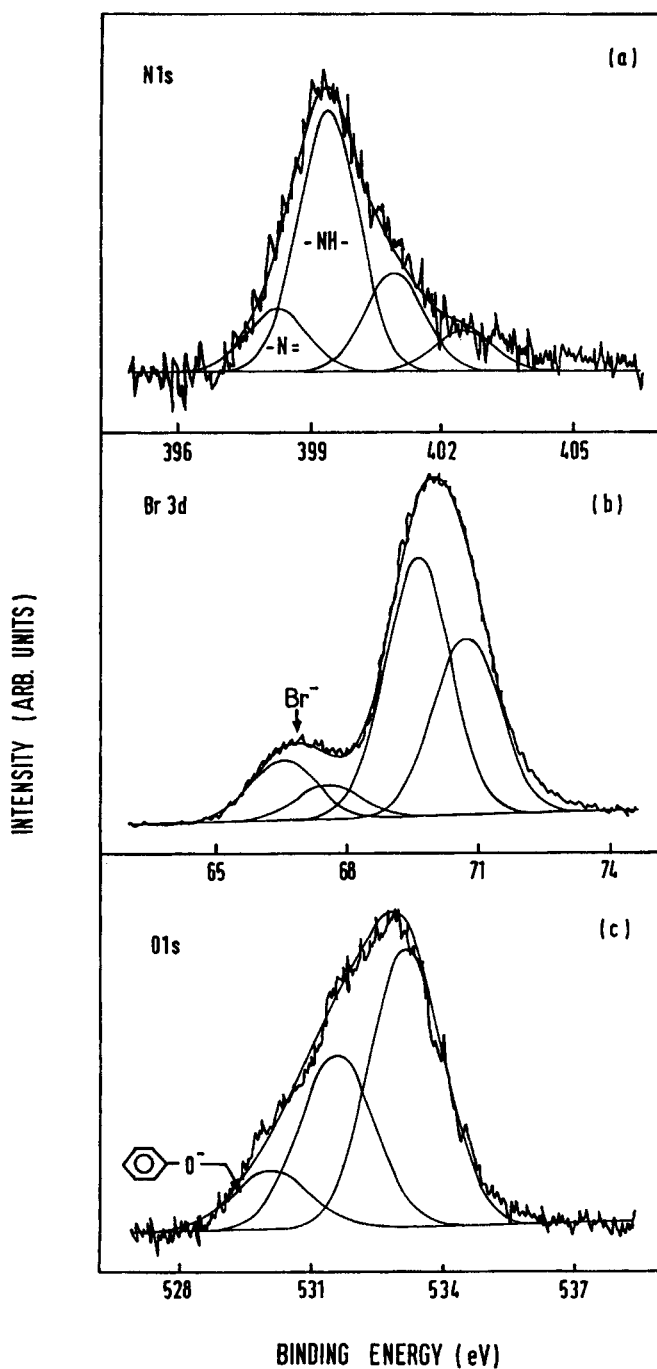 N1s
(a)
-NH-
-N=
396 399 402 405
Br 3d
(b)
Br⁻
65 68 71 74
O1s
(c)
O⁻
528 531 534 537
INTENSITY (ARB. UNITS)
BINDING ENERGY (eV)